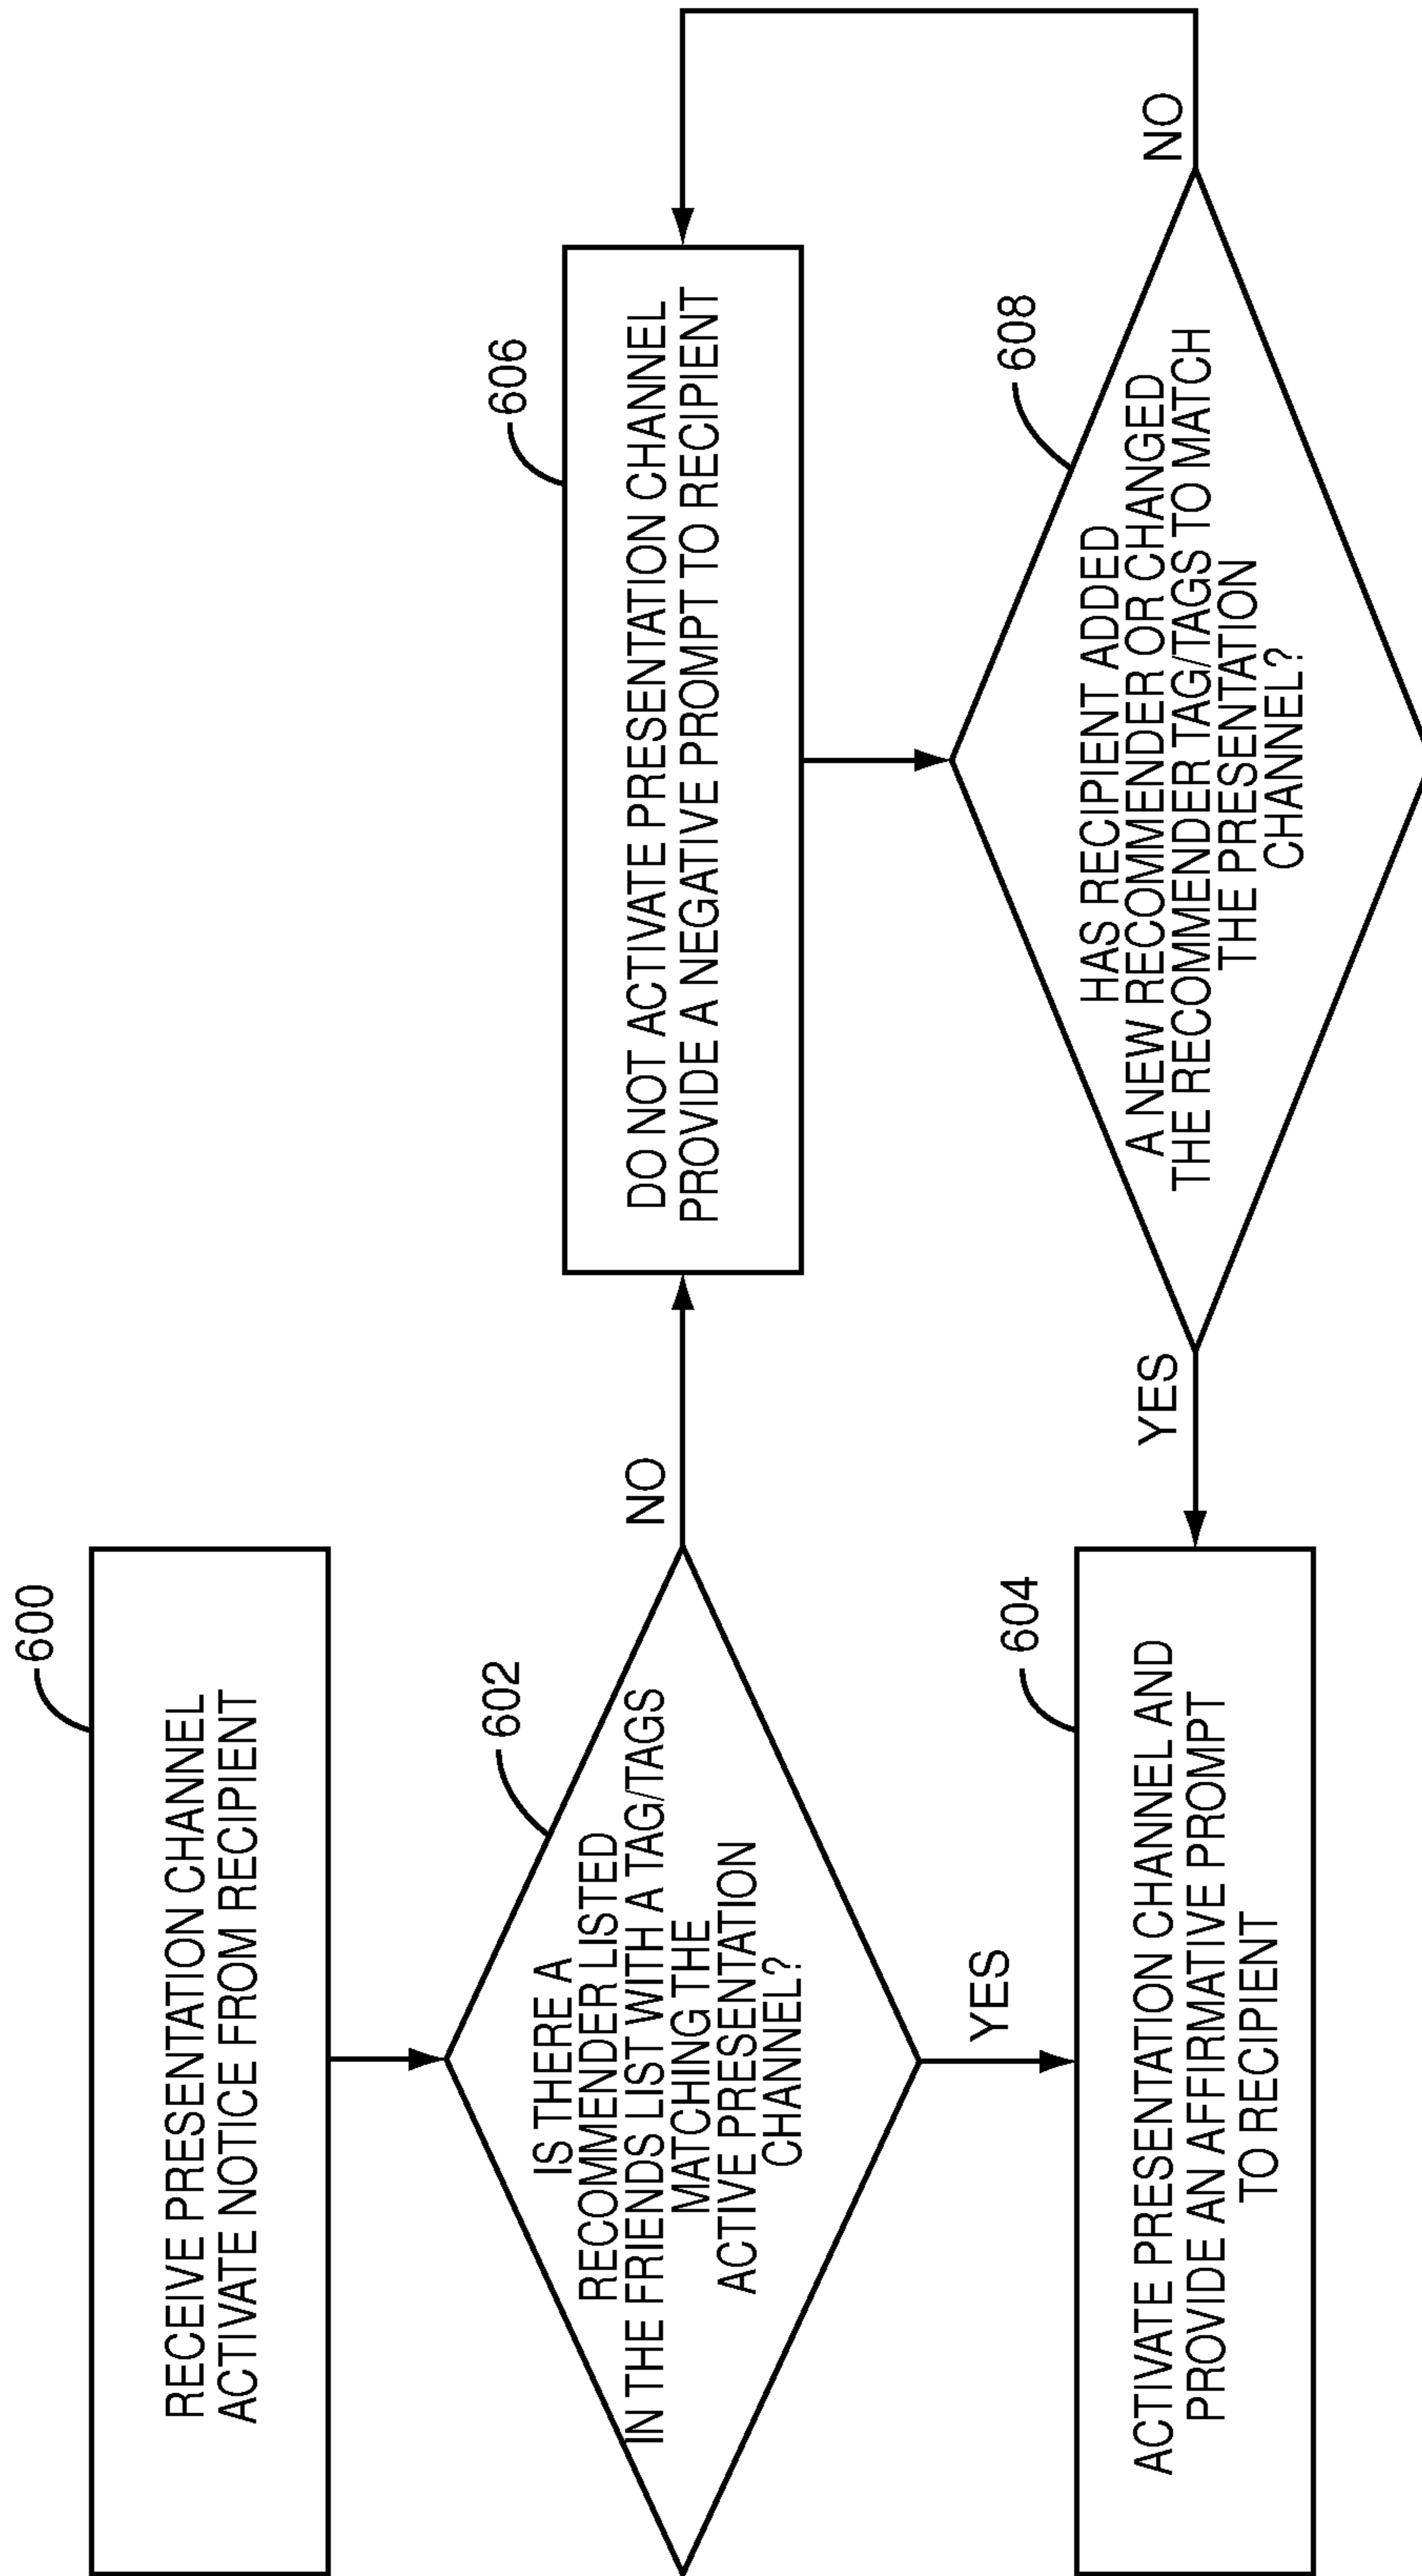 600
RECEIVE PRESENTATION CHANNEL
ACTIVATE NOTICE FROM RECIPIENT
602
IS THERE A
RECOMMENDER LISTED
IN THE FRIENDS LIST WITH A TAG/TAGS
MATCHING THE
ACTIVE PRESENTATION
CHANNEL?
NO
YES
606
DO NOT ACTIVATE PRESENTATION CHANNEL
PROVIDE A NEGATIVE PROMPT TO RECIPIENT
604
ACTIVATE PRESENTATION CHANNEL AND
PROVIDE AN AFFIRMATIVE PROMPT
TO RECIPIENT
608
HAS RECIPIENT ADDED
A NEW RECOMMENDER OR CHANGED
THE RECOMMENDER TAG/TAGS TO MATCH
THE PRESENTATION
CHANNEL?
YES
NO